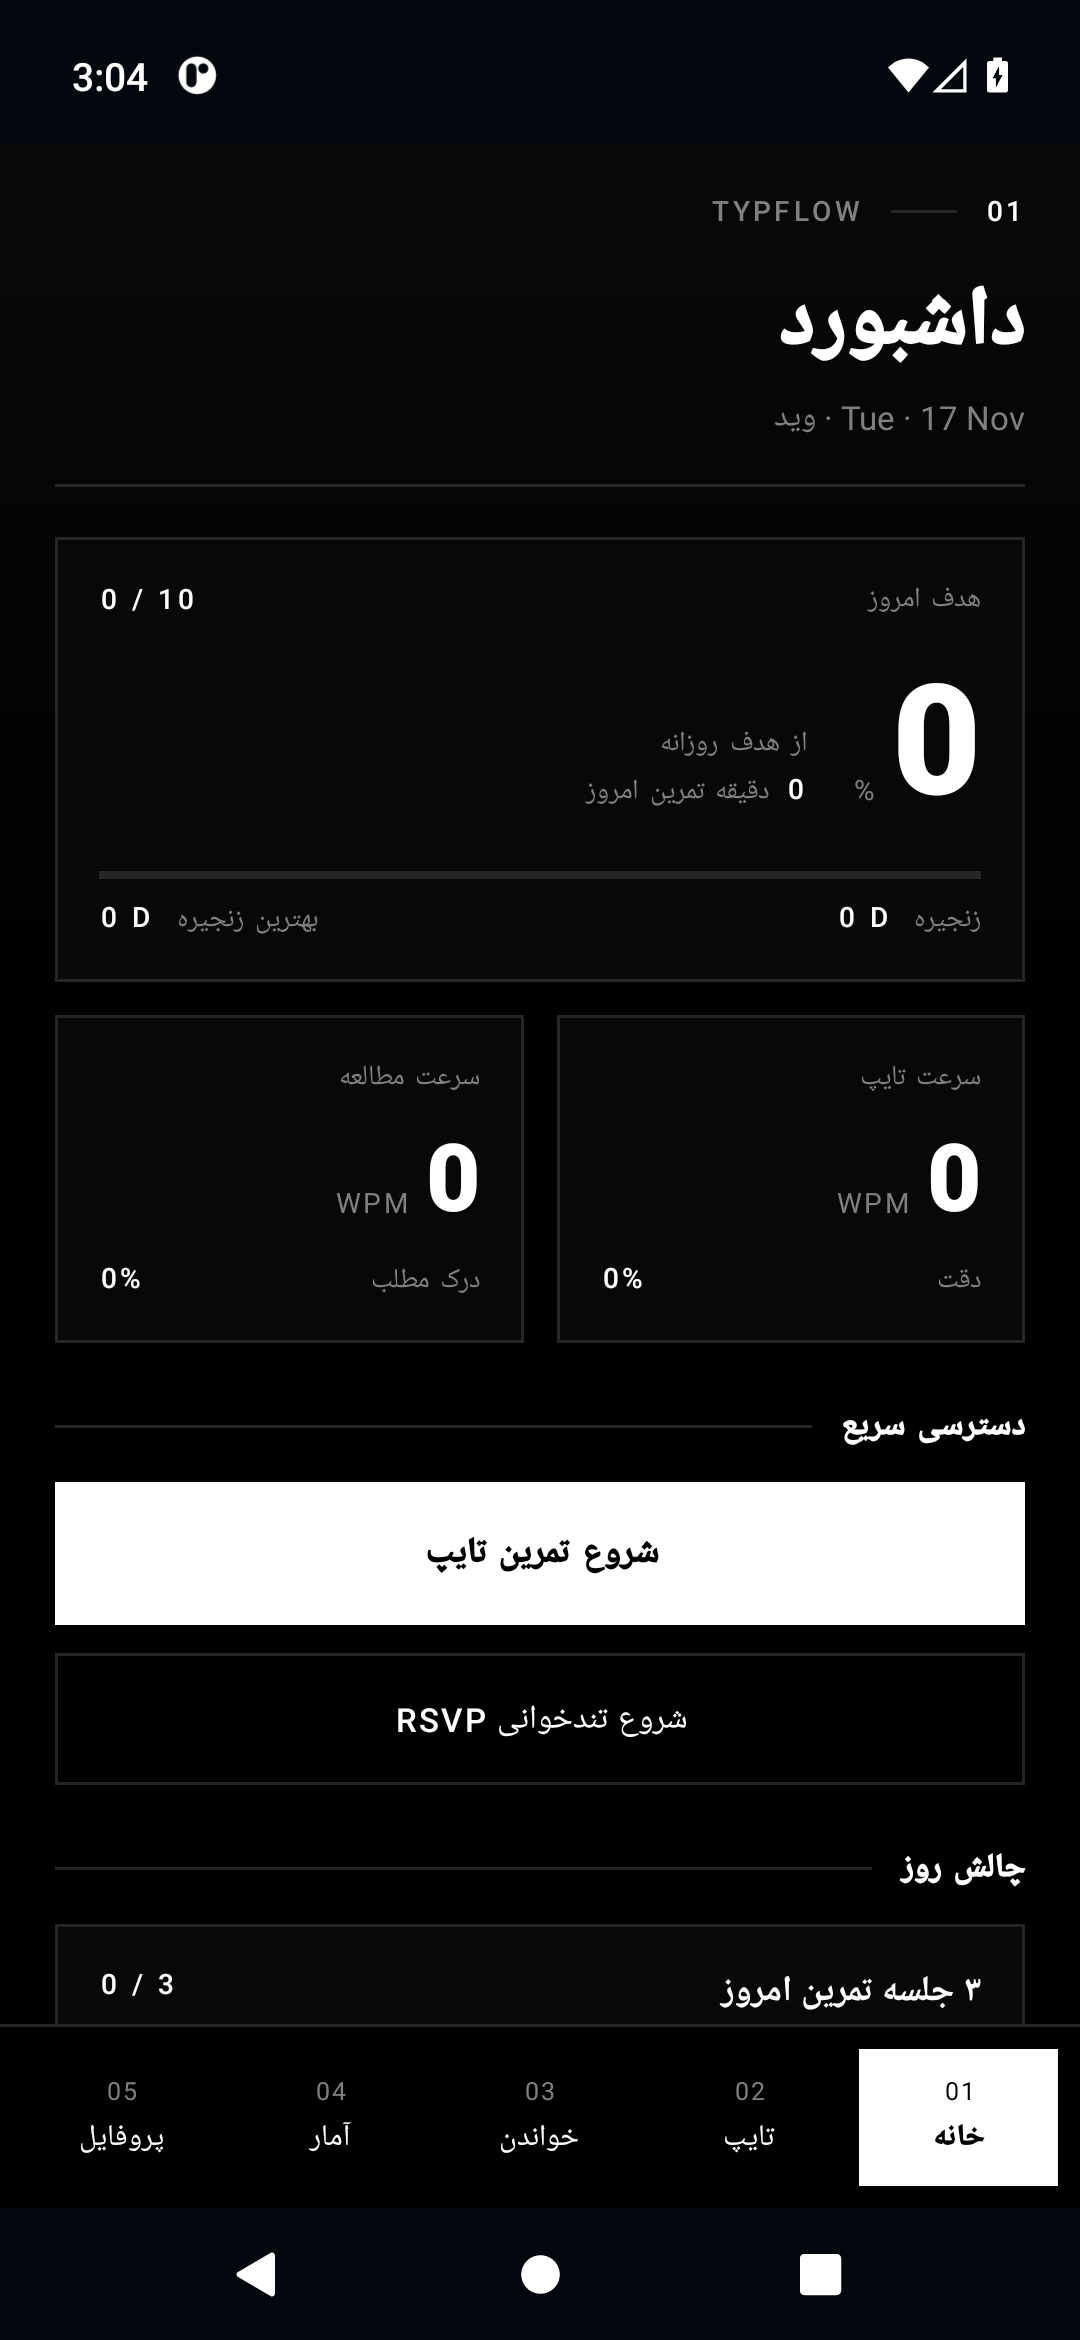 3:04
01 TYPFLOW
داشبورد
وید · Tue · 17 Nov
هدف امروز 0 / 10
0 %
از هدف روزانه
0 دقیقه تمرین امروز
زنجیره 0 D بهترین زنجیره 0 D
سرعت تایپ
0 WPM
دقت 0%
سرعت مطالعه
0 WPM
درک مطلب 0%
دسترسی سریع
شروع تمرین تایپ
شروع تندخوانی RSVP
چالش روز
۳ جلسه تمرین امروز 0 / 3
01 02 03 04 05
خانه تایپ خواندن آمار پروفایل